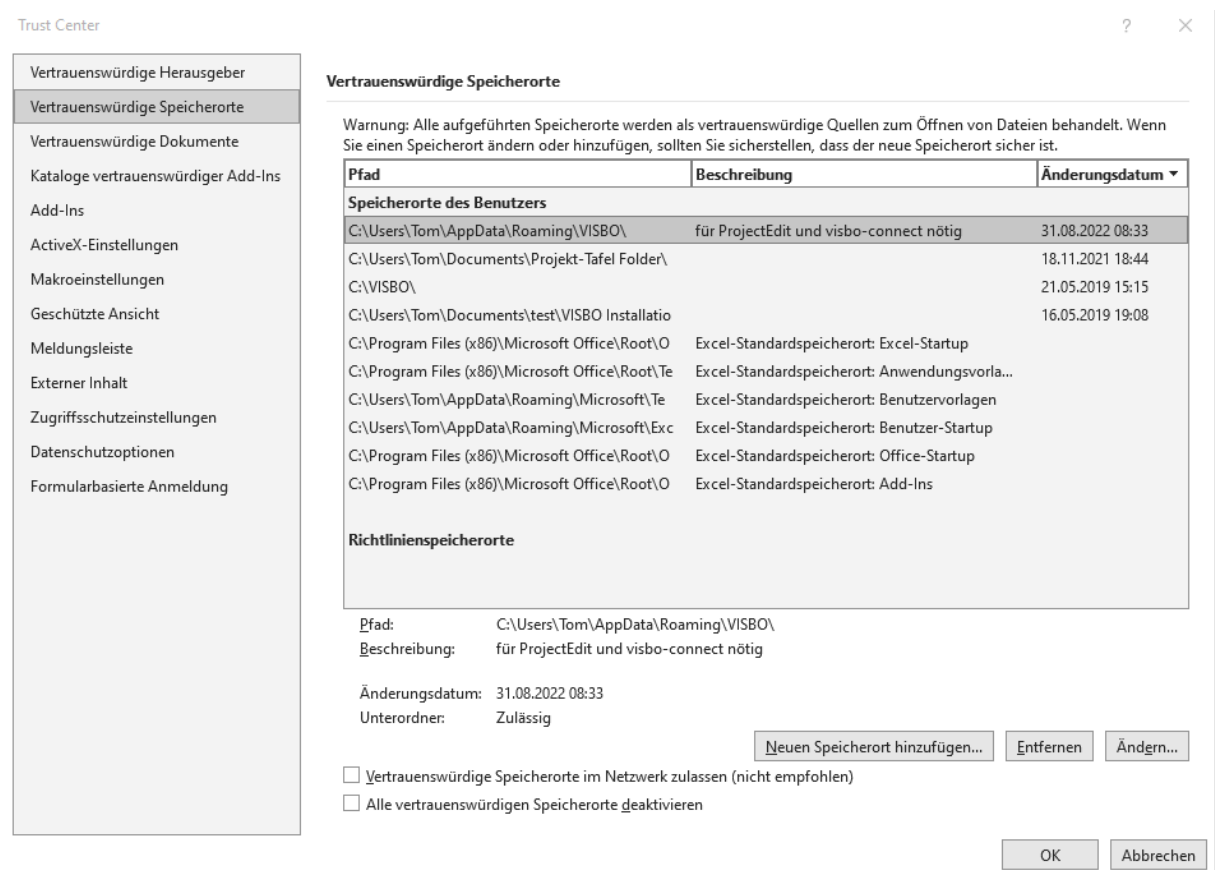 Trust Center
Vertrauenswürdige Herausgeber
Vertrauenswürdige Speicherorte
Vertrauenswürdige Dokumente
Kataloge vertrauenswürdiger Add-Ins
Add-Ins
ActiveX-Einstellungen
Makroeinstellungen
Geschützte Ansicht
Meldungsleiste
Externer Inhalt
Zugriffsschutzeinstellungen
Datenschutzoptionen
Formularbasierte Anmeldung
Vertrauenswürdige Speicherorte
Warnung: Alle aufgeführten Speicherorte werden als vertrauenswürdige Quellen zum Öffnen von Dateien behandelt. Wenn
Sie einen Speicherort ändern oder hinzufügen, sollten Sie sicherstellen, dass der neue Speicherort sicher ist.
Pfad Beschreibung Änderungsdatum
Speicherorte des Benutzers
C:\Users\Tom\AppData\Roaming\VISBO\ für ProjectEdit und visbo-connect nötig 31.08.2022 08:33
C:\Users\Tom\Documents\Projekt-Tafel Folder\ 18.11.2021 18:44
C:\VISBO\ 21.05.2019 15:15
C:\Users\Tom\Documents\test\VISBO Installatio 16.05.2019 19:08
C:\Program Files (x86)\Microsoft Office\Root\O Excel-Standardspeicherort: Excel-Startup
C:\Program Files (x86)\Microsoft Office\Root\Te Excel-Standardspeicherort: Anwendungsvorla...
C:\Users\Tom\AppData\Roaming\Microsoft\Te Excel-Standardspeicherort: Benutzervorlagen
C:\Users\Tom\AppData\Roaming\Microsoft\Exc Excel-Standardspeicherort: Benutzer-Startup
C:\Program Files (x86)\Microsoft Office\Root\O Excel-Standardspeicherort: Office-Startup
C:\Program Files (x86)\Microsoft Office\Root\O Excel-Standardspeicherort: Add-Ins
Richtlinienspeicherorte
Pfad: C:\Users\Tom\AppData\Roaming\VISBO\
Beschreibung: für ProjectEdit und visbo-connect nötig
Änderungsdatum: 31.08.2022 08:33
Unterordner: Zulässig
Neuen Speicherort hinzufügen... Entfernen Ändern...
Vertrauenswürdige Speicherorte im Netzwerk zulassen (nicht empfohlen)
Alle vertrauenswürdigen Speicherorte deaktivieren
OK Abbrechen